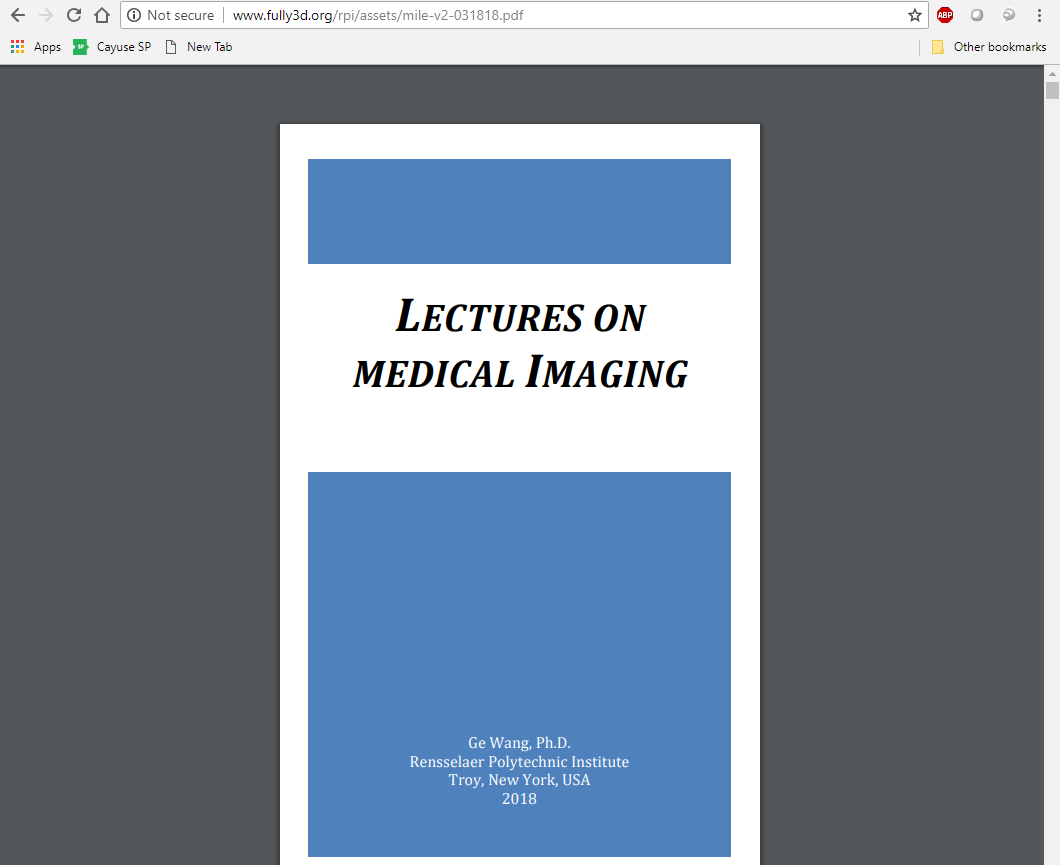 Not secure www.fully3d.org/rpi/assets/mile-v2-031818.pdf ABP
Apps SP Cayuse SP New Tab Other bookmarks
LECTURES ON
MEDICAL IMAGING
Ge Wang, Ph.D.
Rensselaer Polytechnic Institute
Troy, New York, USA
2018